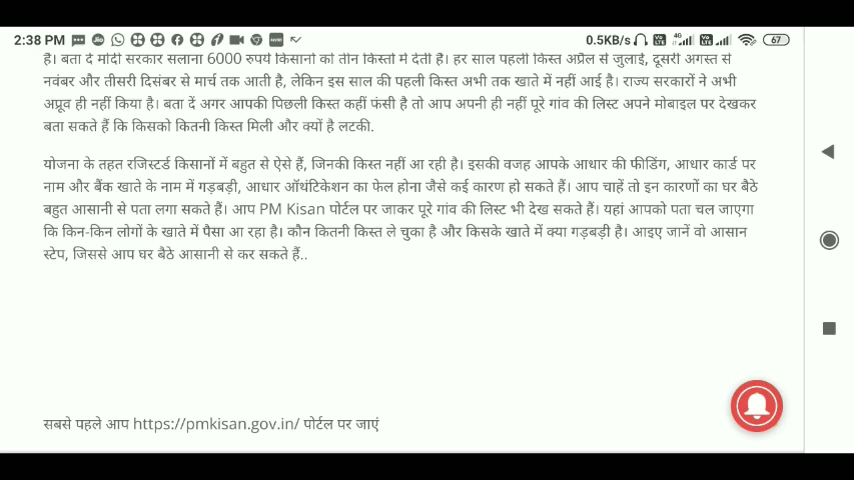 2:38 PM
0.5KB/s
4G
67
है। बता दें मोदी सरकार सलाना 6000 रुपये किसानों को तीन किस्तों में देती है। हर साल पहली किस्त अप्रैल से जुलाई, दूसरी अगस्त से
नवंबर और तीसरी दिसंबर से मार्च तक आती है, लेकिन इस साल की पहली किस्त अभी तक खाते में नहीं आई है। राज्य सरकारों ने अभी
अप्रूव ही नहीं किया है। बता दें अगर आपकी पिछली किस्त कहीं फंसी है तो आप अपनी ही नहीं पूरे गांव की लिस्ट अपने मोबाइल पर देखकर
बता सकते हैं कि किसको कितनी किस्त मिली और क्यों है लटकी.
योजना के तहत रजिस्टर्ड किसानों में बहुत से ऐसे हैं, जिनकी किस्त नहीं आ रही है। इसकी वजह आपके आधार की फीडिंग, आधार कार्ड पर
नाम और बैंक खाते के नाम में गड़बड़ी, आधार ऑथंटिकेशन का फेल होना जैसे कई कारण हो सकते हैं। आप चाहें तो इन कारणों का घर बैठे
बहुत आसानी से पता लगा सकते हैं। आप PM Kisan पोर्टल पर जाकर पूरे गांव की लिस्ट भी देख सकते हैं। यहां आपको पता चल जाएगा
कि किन-किन लोगों के खाते में पैसा आ रहा है। कौन कितनी किस्त ले चुका है और किसके खाते में क्या गड़बड़ी है। आइए जानें वो आसान
स्टेप, जिससे आप घर बैठे आसानी से कर सकते हैं..
सबसे पहले आप https://pmkisan.gov.in/ पोर्टल पर जाएं